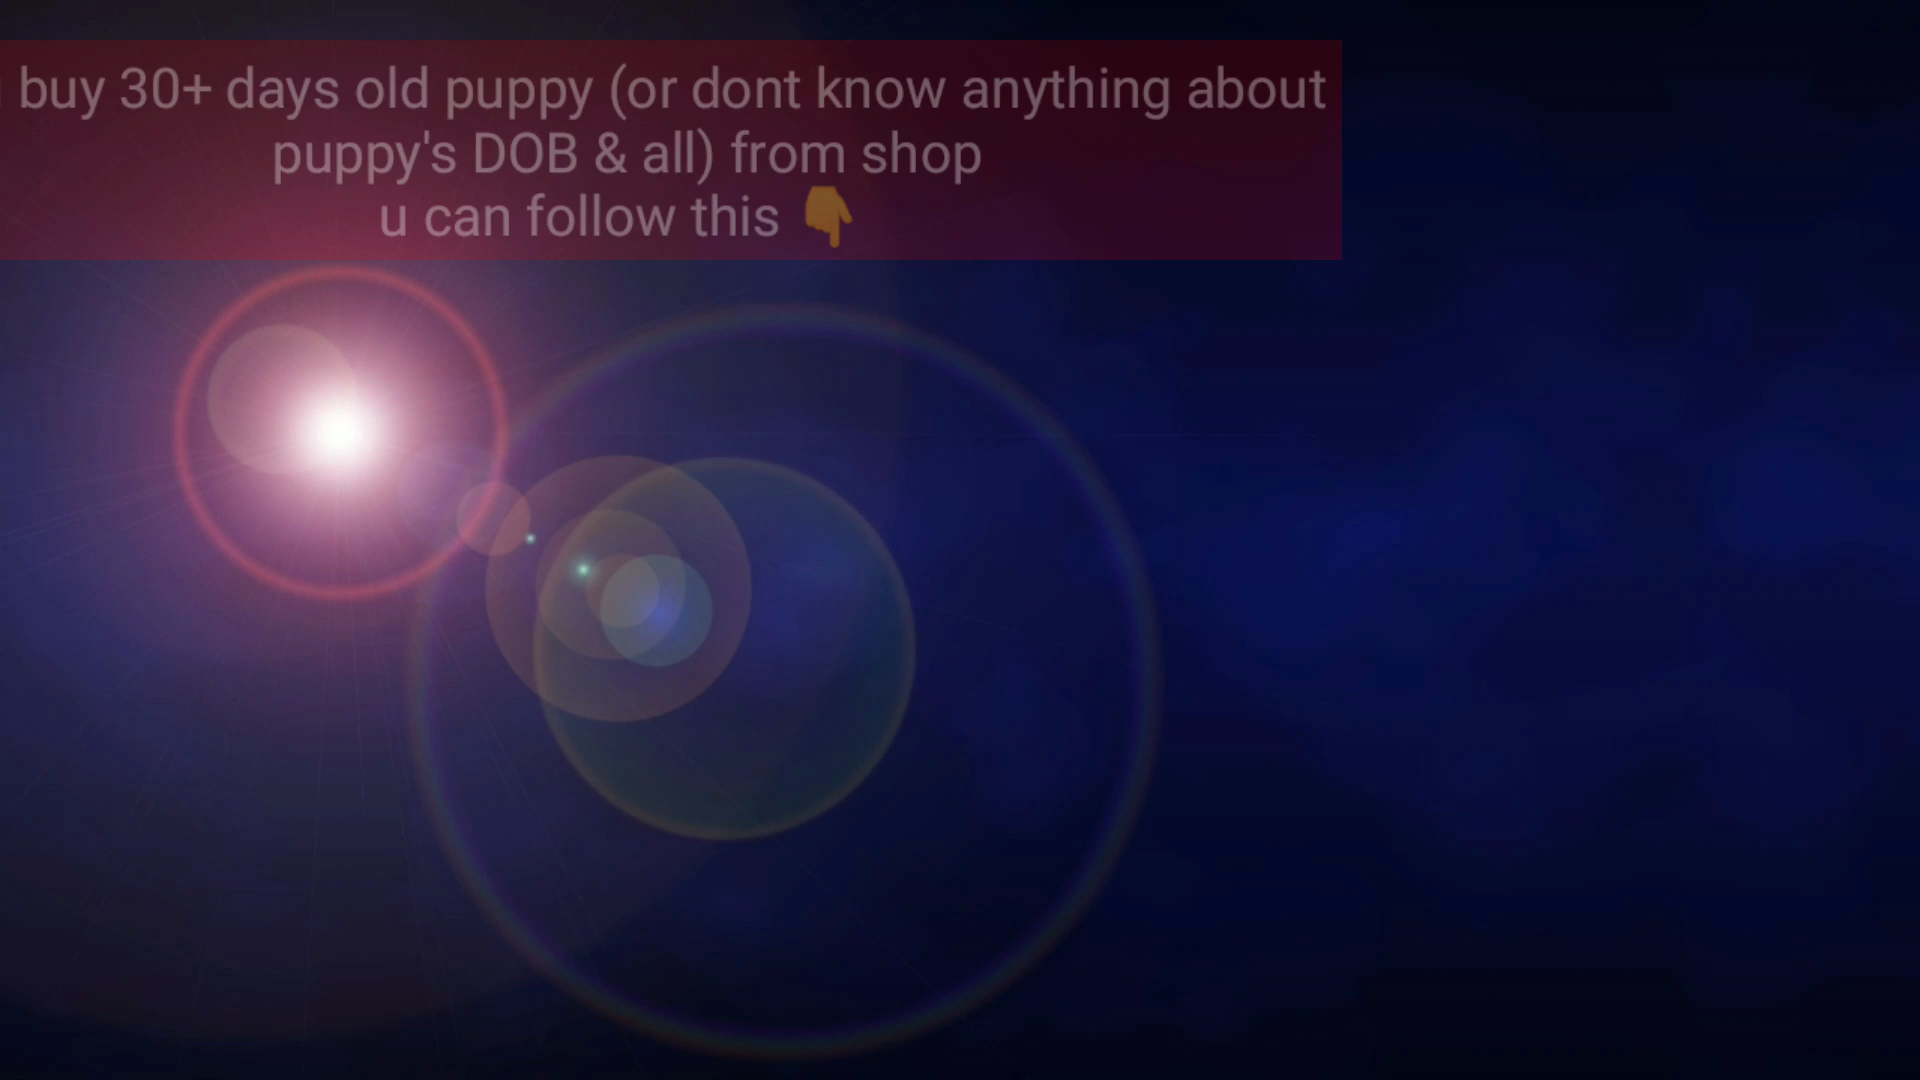 buy 30+ days old puppy (or dont know anything about
puppy's DOB & all) from shop
u can follow this 👇